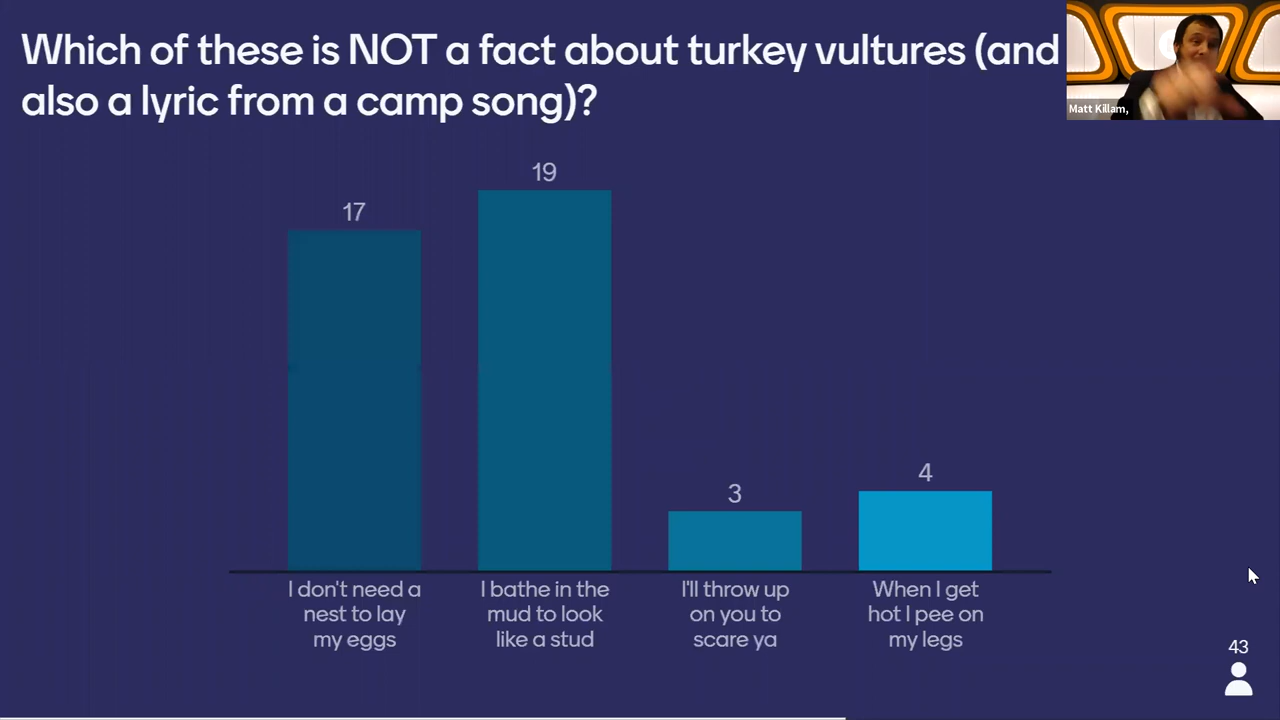 Which of these is NOT a fact about turkey vultures (and
also a lyric from a camp song)?
Matt Killam,
17
19
3
4
I don't need a
nest to lay
my eggs
I bathe in the
mud to look
like a stud
I'll throw up
on you to
scare ya
When I get
hot I pee on
my legs
43